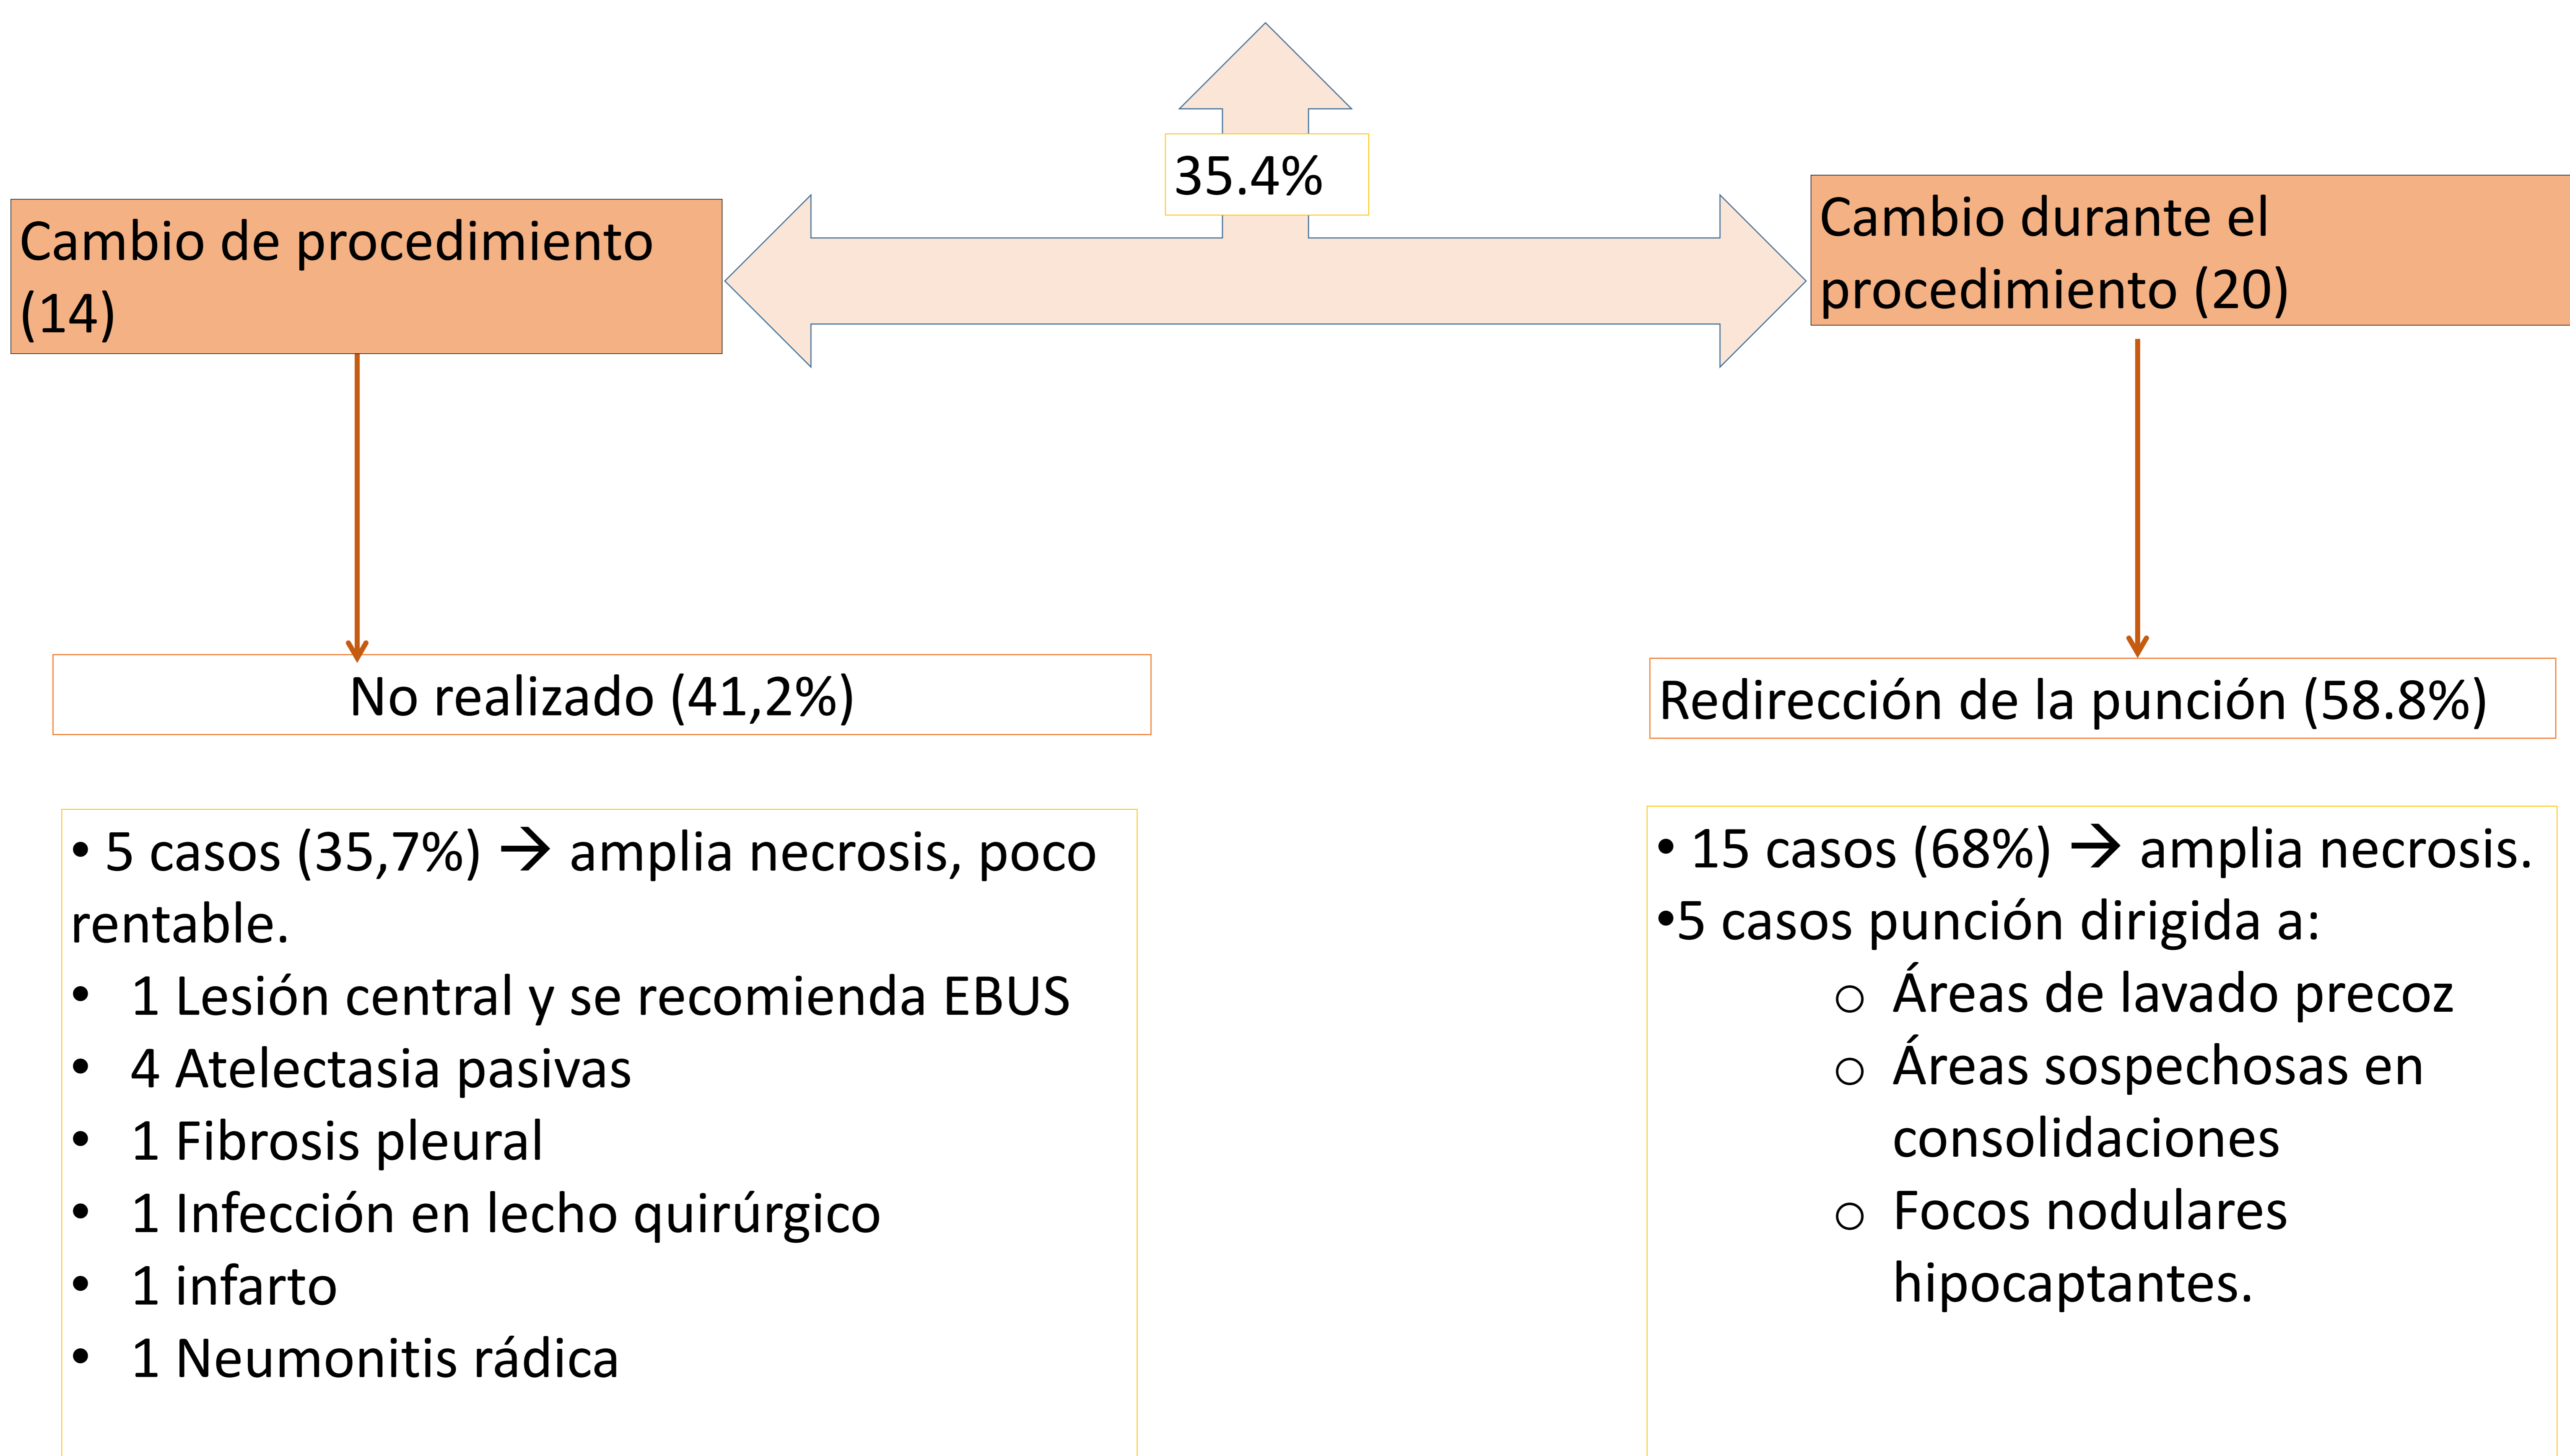 35.4%
Cambio de procedimiento
(14)
Cambio durante el
procedimiento (20)
No realizado (41,2%)
Redirección de la punción (58.8%)
• 5 casos (35,7%) → amplia necrosis, poco
rentable.
• 1 Lesión central y se recomienda EBUS
• 4 Atelectasia pasivas
• 1 Fibrosis pleural
• 1 Infección en lecho quirúrgico
• 1 infarto
• 1 Neumonitis rádica
• 15 casos (68%) → amplia necrosis.
•5 casos punción dirigida a:
o Áreas de lavado precoz
o Áreas sospechosas en
consolidaciones
o Focos nodulares
hipocaptantes.